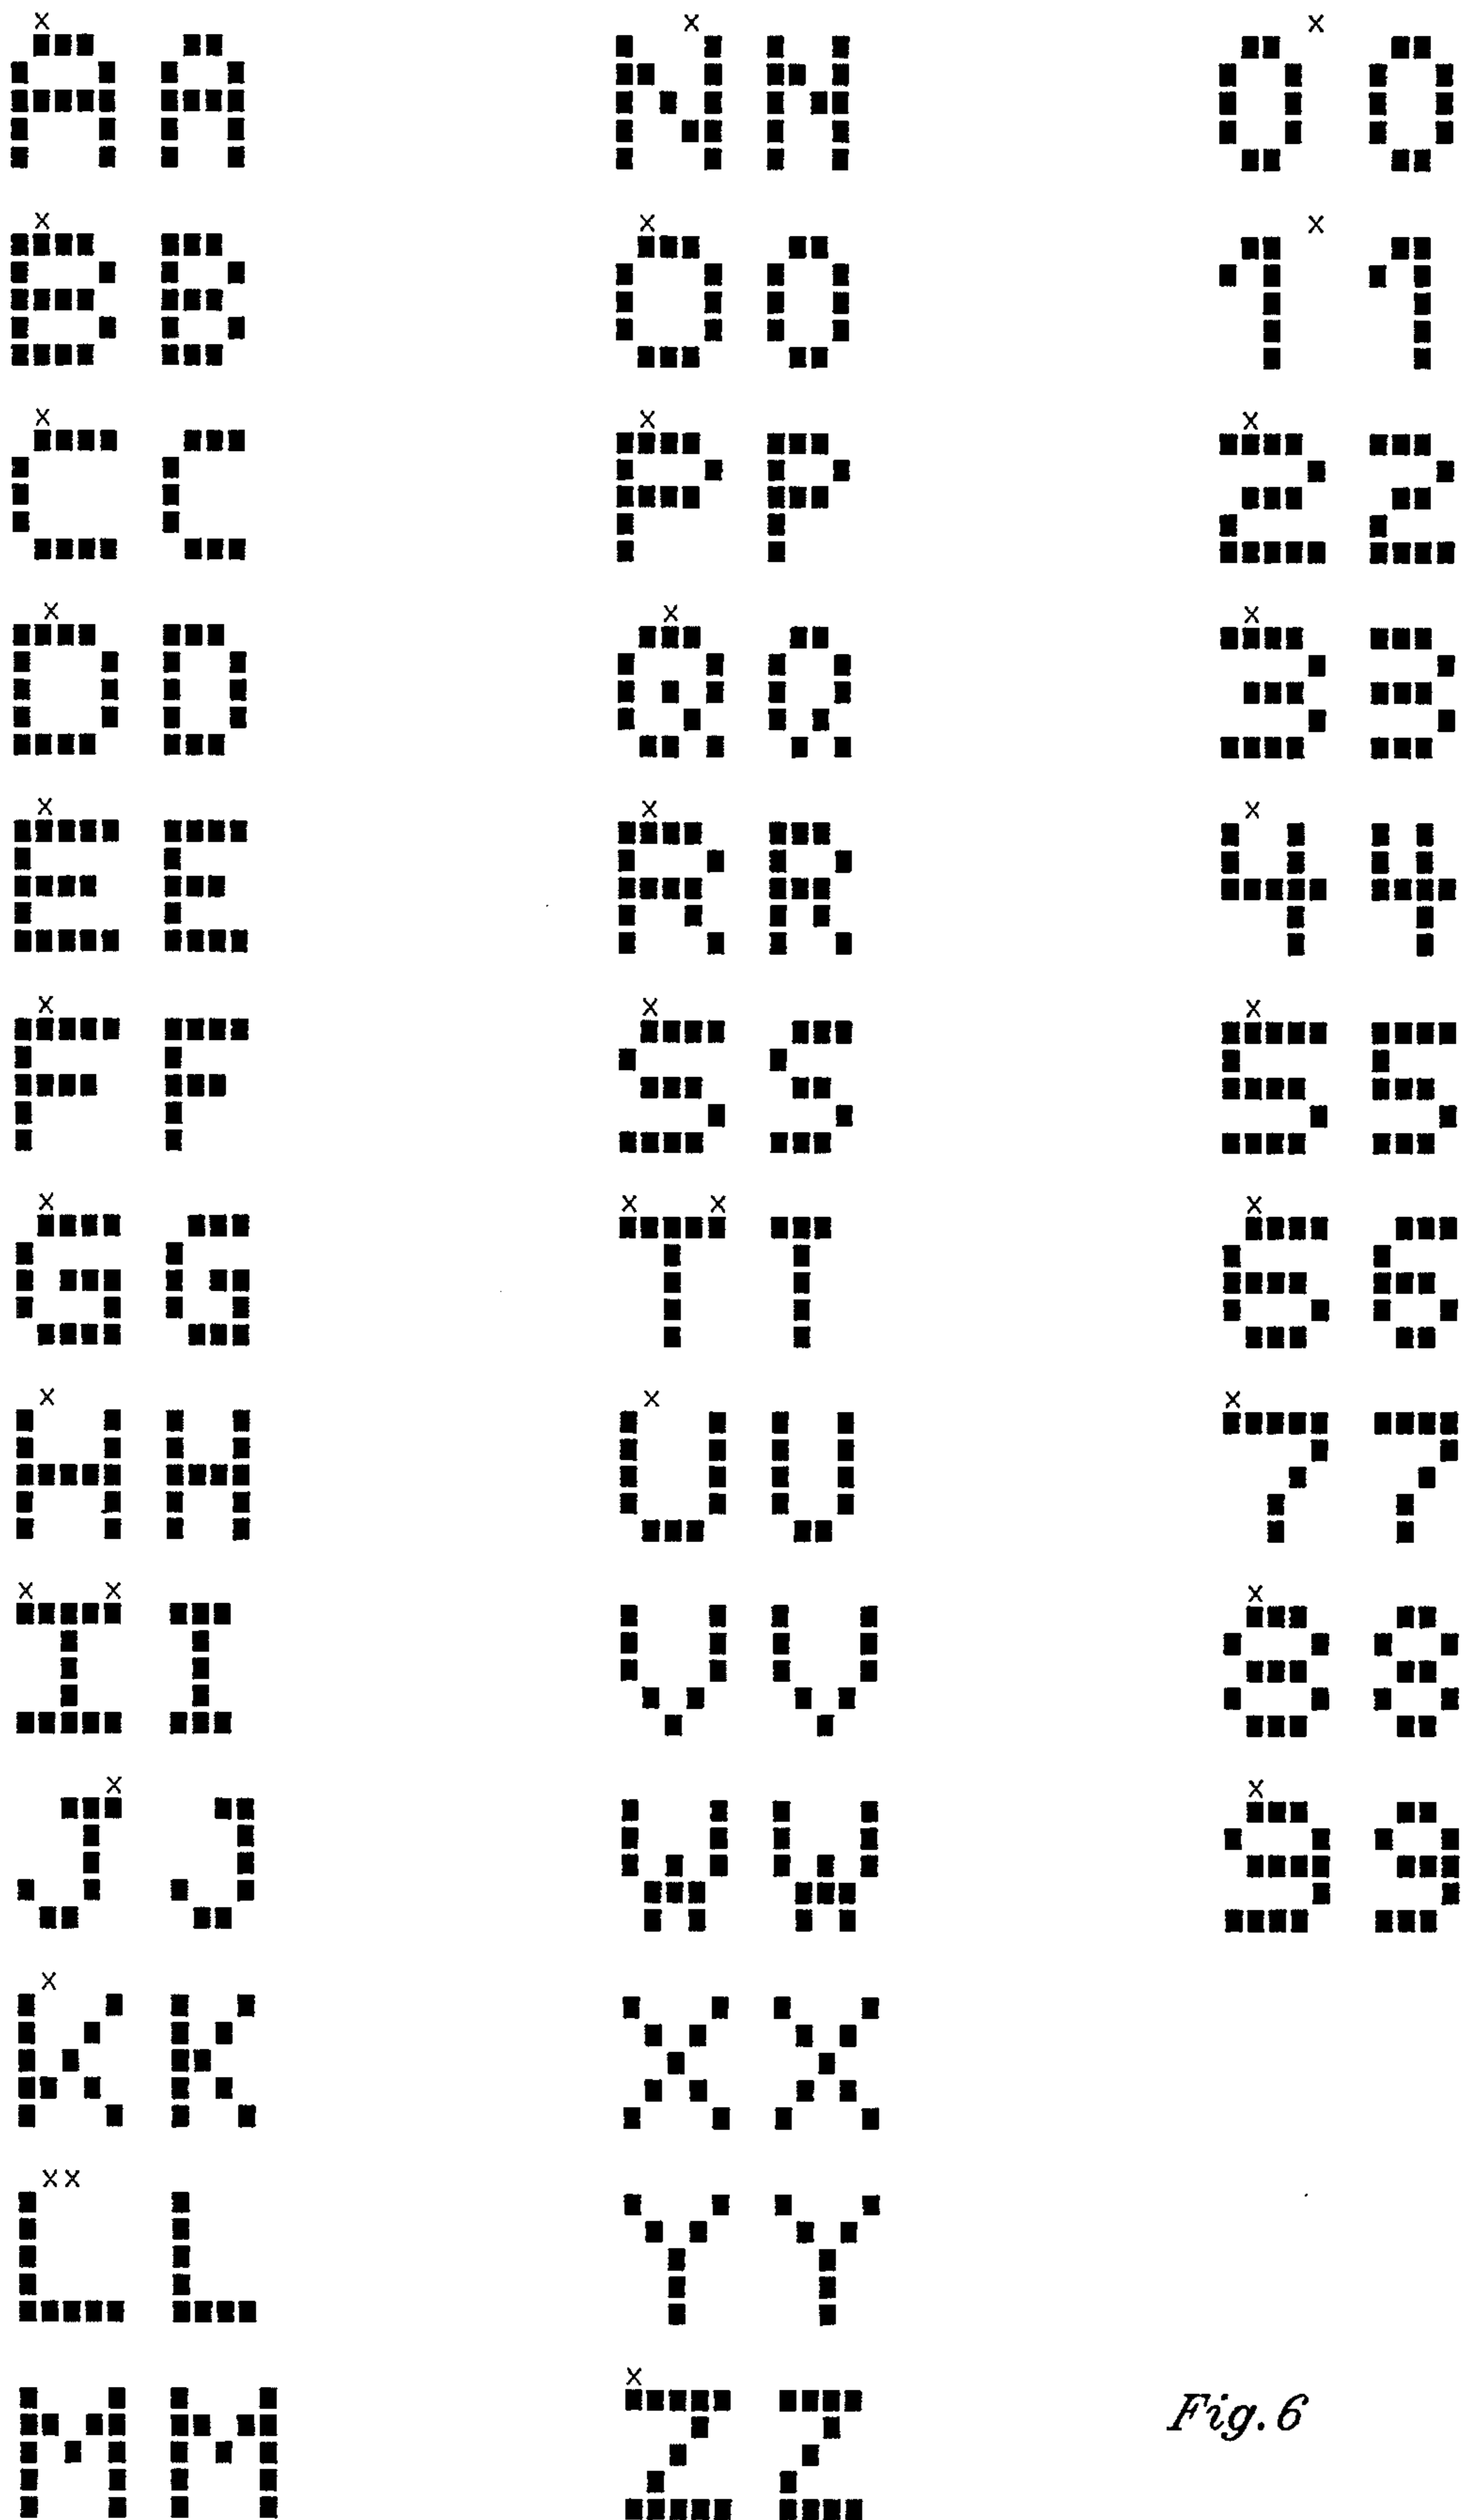 x
A A N N 0 0
B B O O 1 1
C C P P 2 2
D D Q Q 3 3
E E R R 4 4
F F S S 5 5
G G T T 6 6
H H U U 7 7
I I V V 8 8
J J W W 9 9
K K X X
L L Y Y
M M Z Z
Fig.6